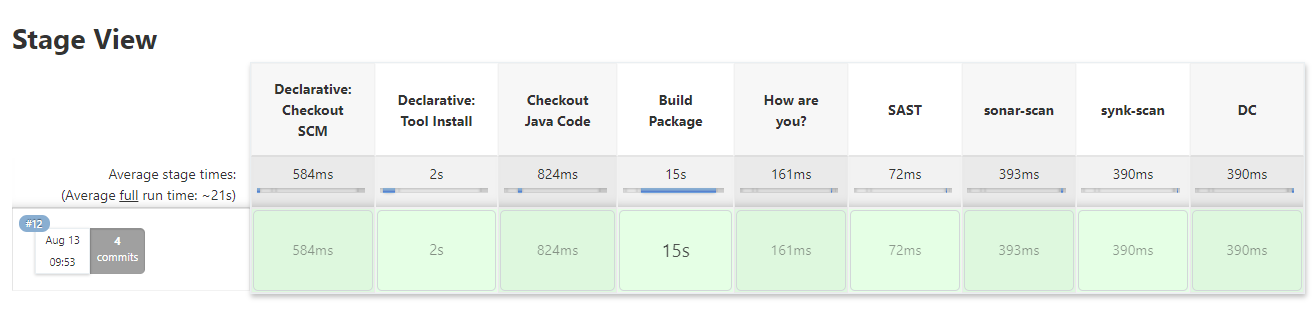 Stage View
Declarative:
Checkout
SCM
Declarative:
Tool Install
Checkout
Java Code
Build
Package
How are
you?
SAST
sonar-scan
synk-scan
DC
Average stage times:
(Average full run time: ~21s)
584ms
2s
824ms
15s
161ms
72ms
393ms
390ms
390ms
#12
Aug 13
09:53
4
commits
584ms
2s
824ms
15s
161ms
72ms
393ms
390ms
390ms